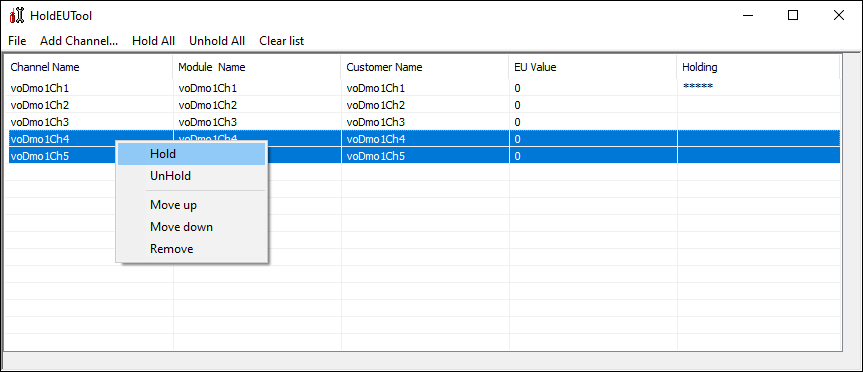 HoldEUTool
File Add Channel... Hold All Unhold All Clear list
Channel Name Module  Name Customer Name EU Value Holding
voDmo1Ch1 voDmo1Ch1 voDmo1Ch1 0 *****
voDmo1Ch2 voDmo1Ch2 voDmo1Ch2 0
voDmo1Ch3 voDmo1Ch3 voDmo1Ch3 0
voDmo1Ch4 voDmo1Ch4 voDmo1Ch4 0
voDmo1Ch5 voDmo1Ch5 0
Hold
UnHold
Move up
Move down
Remove